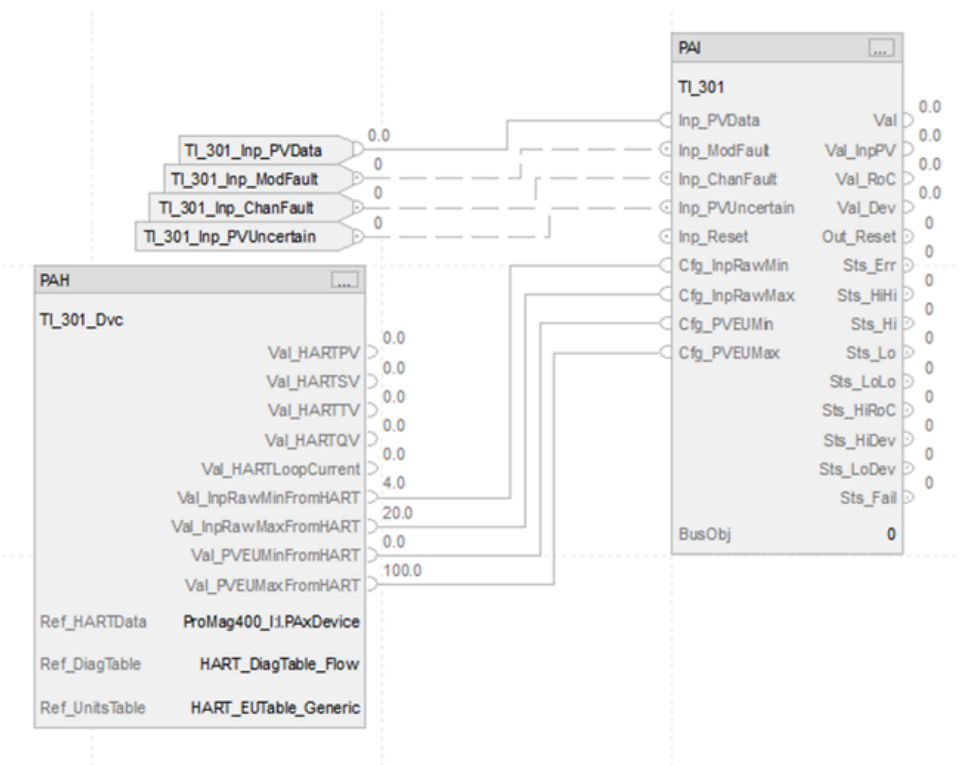 PAI
...
TI_301
0.0
Inp_PVData
Val
0.0
TI_301_Inp_PVData
0.0
Inp_ModFault
Val_InpPV
0.0
TI_301_Inp_ModFault
0
Inp_ChanFault
Val_RoC
0.0
TI_301_Inp_ChanFault
0
Inp_PVUncertain
Val_Dev
0
TI_301_Inp_PVUncertain
0
Inp_Reset
Out_Reset
0
Cfg_InpRawMin
Sts_Err
0
Cfg_InpRawMax
Sts_HiHi
0
Cfg_PVEUMin
Sts_Hi
0
Cfg_PVEUMax
Sts_Lo
0
Sts_LoLo
0
Sts_HiRoC
0
Sts_HiDev
0
Sts_LoDev
0
Sts_Fail
BusObj
0
PAH
...
TI_301_Dvc
0.0
Val_HARTPV
0.0
Val_HARTSV
0.0
Val_HARTTV
0.0
Val_HARTQV
0.0
Val_HARTLoopCurrent
4.0
Val_InpRawMinFromHART
20.0
Val_InpRawMaxFromHART
0.0
Val_PVEUMinFromHART
100.0
Val_PVEUMaxFromHART
Ref_HARTData ProMag400_I:I.PAxDevice
Ref_DiagTable HART_DiagTable_Flow
Ref_UnitsTable HART_EUTable_Generic